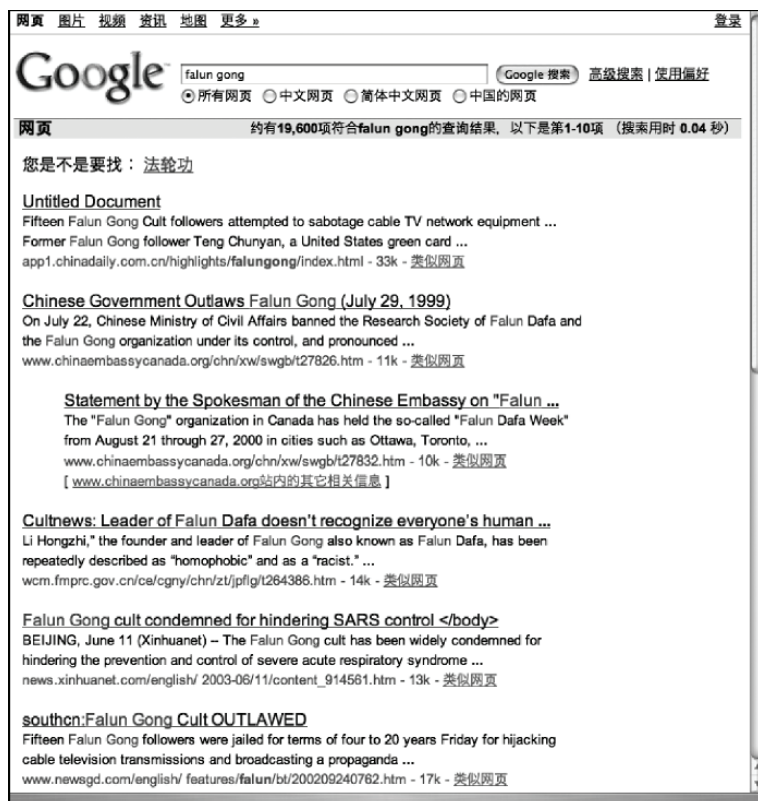 网页 图片 视频 资讯 地图 更多 »
登录
Google™
falun gong
Google 搜索
高级搜索 | 使用偏好
所有网页 中文网页 简体中文网页 中国的网页
网页
约有19,600项符合falun gong的查询结果，以下是第1-10项 （搜索用时 0.04 秒）
您是不是要找： 法轮功
Untitled Document
Fifteen Falun Gong Cult followers attempted to sabotage cable TV network equipment ...
Former Falun Gong follower Teng Chunyan, a United States green card ...
app1.chinadaily.com.cn/highlights/falungong/index.html - 33k - 类似网页
Chinese Government Outlaws Falun Gong (July 29, 1999)
On July 22, Chinese Ministry of Civil Affairs banned the Research Society of Falun Dafa and
the Falun Gong organization under its control, and pronounced ...
www.chinaembassycanada.org/chn/xw/swgb/t27826.htm - 11k - 类似网页
Statement by the Spokesman of the Chinese Embassy on "Falun ...
The "Falun Gong" organization in Canada has held the so-called "Falun Dafa Week"
from August 21 through 27, 2000 in cities such as Ottawa, Toronto, ...
www.chinaembassycanada.org/chn/xw/swgb/t27832.htm - 10k - 类似网页
[ www.chinaembassycanada.org站内的其它相关信息 ]
Cultnews: Leader of Falun Dafa doesn't recognize everyone's human ...
Li Hongzhi," the founder and leader of Falun Gong also known as Falun Dafa, has been
repeatedly described as "homophobic" and as a "racist." ...
wcm.fmprc.gov.cn/ce/cgny/chn/zt/jpflg/t264386.htm - 14k - 类似网页
Falun Gong cult condemned for hindering SARS control </body>
BEIJING, June 11 (Xinhuanet) -- The Falun Gong cult has been widely condemned for
hindering the prevention and control of severe acute respiratory syndrome ...
news.xinhuanet.com/english/ 2003-06/11/content_914561.htm - 13k - 类似网页
southcn:Falun Gong Cult OUTLAWED
Fifteen Falun Gong followers were jailed for terms of four to 20 years Friday for hijacking
cable television transmissions and broadcasting a propaganda ...
www.newsgd.com/english/ features/falun/bt/200209240762.htm - 17k - 类似网页